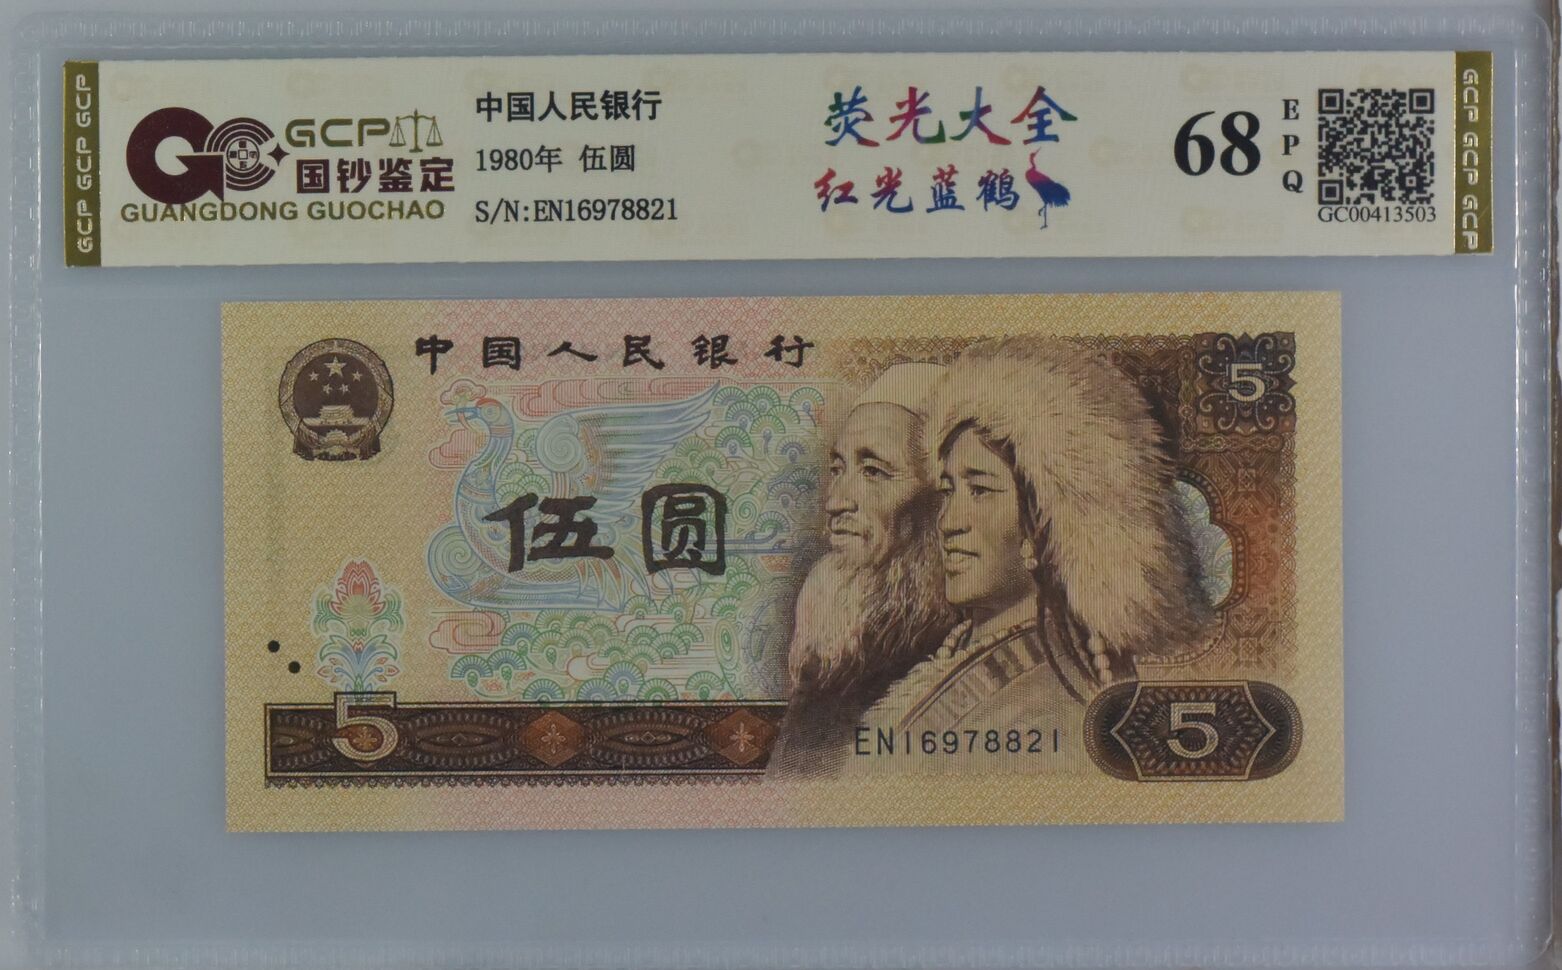 GCP GCP GCP
GCP
国钞鉴定
GUANGDONG GUOCHAO
中国人民银行
1980年 伍圆
S/N:EN16978821
荧光大全
红光蓝鹤
68
EPQ
GC00413503
GCP GCP GCP
中国人民银行
5
伍圆
5
EN16978821
5